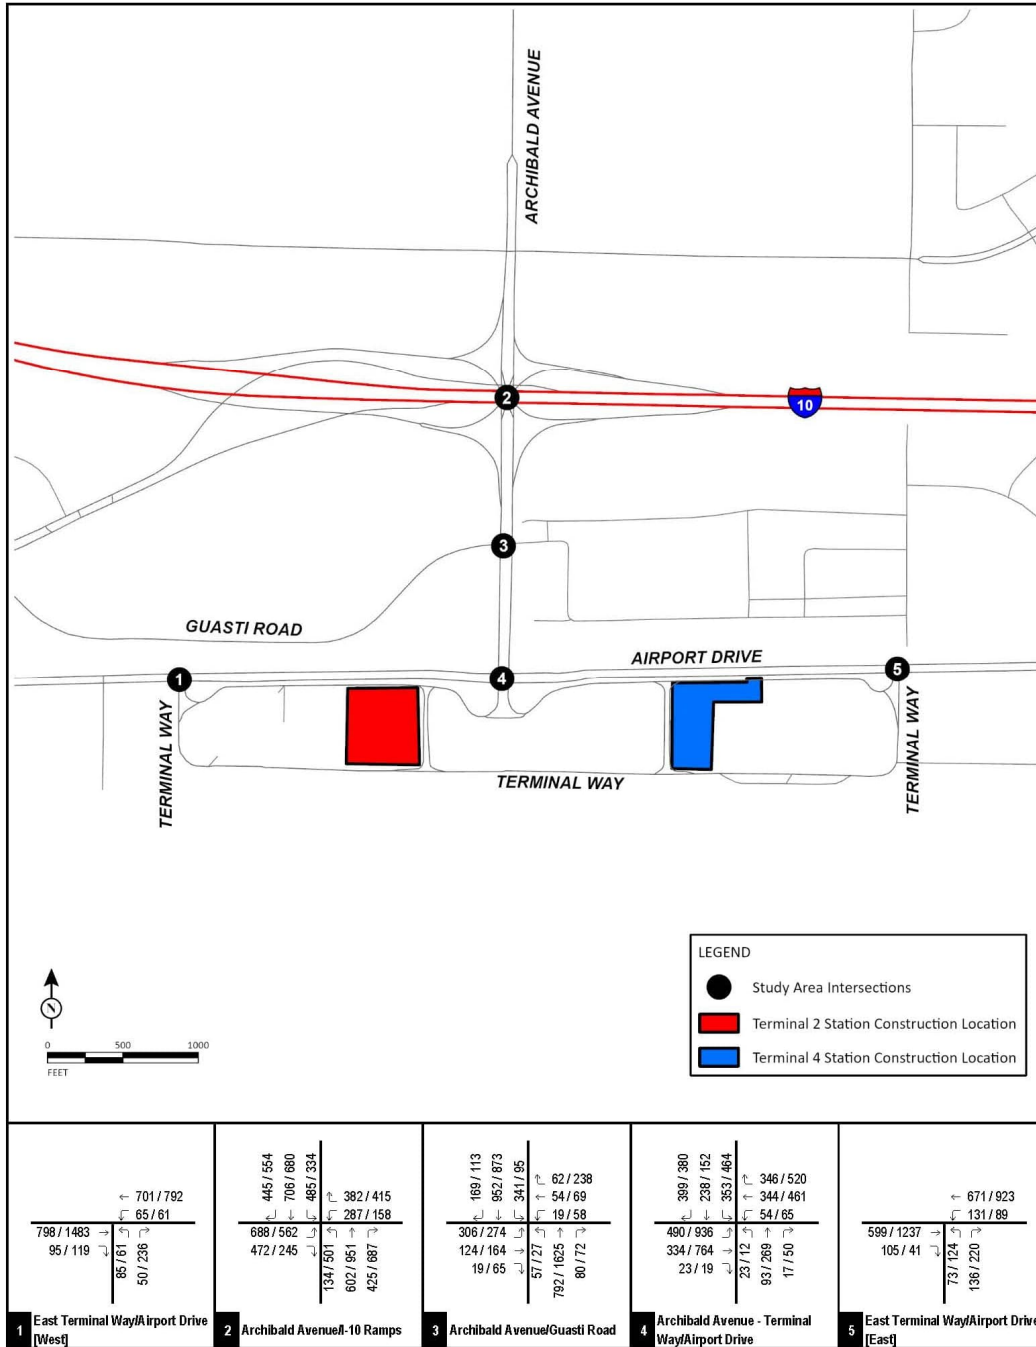 ARCHIBALD AVENUE
10
2
3
GUASTI ROAD
AIRPORT DRIVE
1
4
5
TERMINAL WAY
TERMINAL WAY
TERMINAL WAY
N
0 500 1000
FEET
LEGEND
Study Area Intersections
Terminal 2 Station Construction Location
Terminal 4 Station Construction Location
701 / 792
65 / 61
798 / 1483
95 / 119
85 / 61
50 / 236
1 East Terminal Way/Airport Drive
[West]
445 / 554
706 / 680
485 / 334
382 / 415
287 / 158
688 / 562
472 / 245
134 / 501
602 / 951
425 / 687
2 Archibald Avenue/I-10 Ramps
169 / 113
952 / 873
341 / 95
62 / 238
54 / 69
19 / 58
306 / 274
124 / 164
19 / 65
57 / 27
792 / 1625
80 / 72
3 Archibald Avenue/Guasti Road
399 / 380
238 / 152
353 / 464
346 / 520
344 / 461
54 / 65
490 / 936
334 / 764
23 / 19
23 / 12
93 / 269
17 / 50
4 Archibald Avenue - Terminal
Way/Airport Drive
671 / 923
131 / 89
599 / 1237
105 / 41
73 / 124
136 / 220
5 East Terminal Way/Airport Drive
[East]